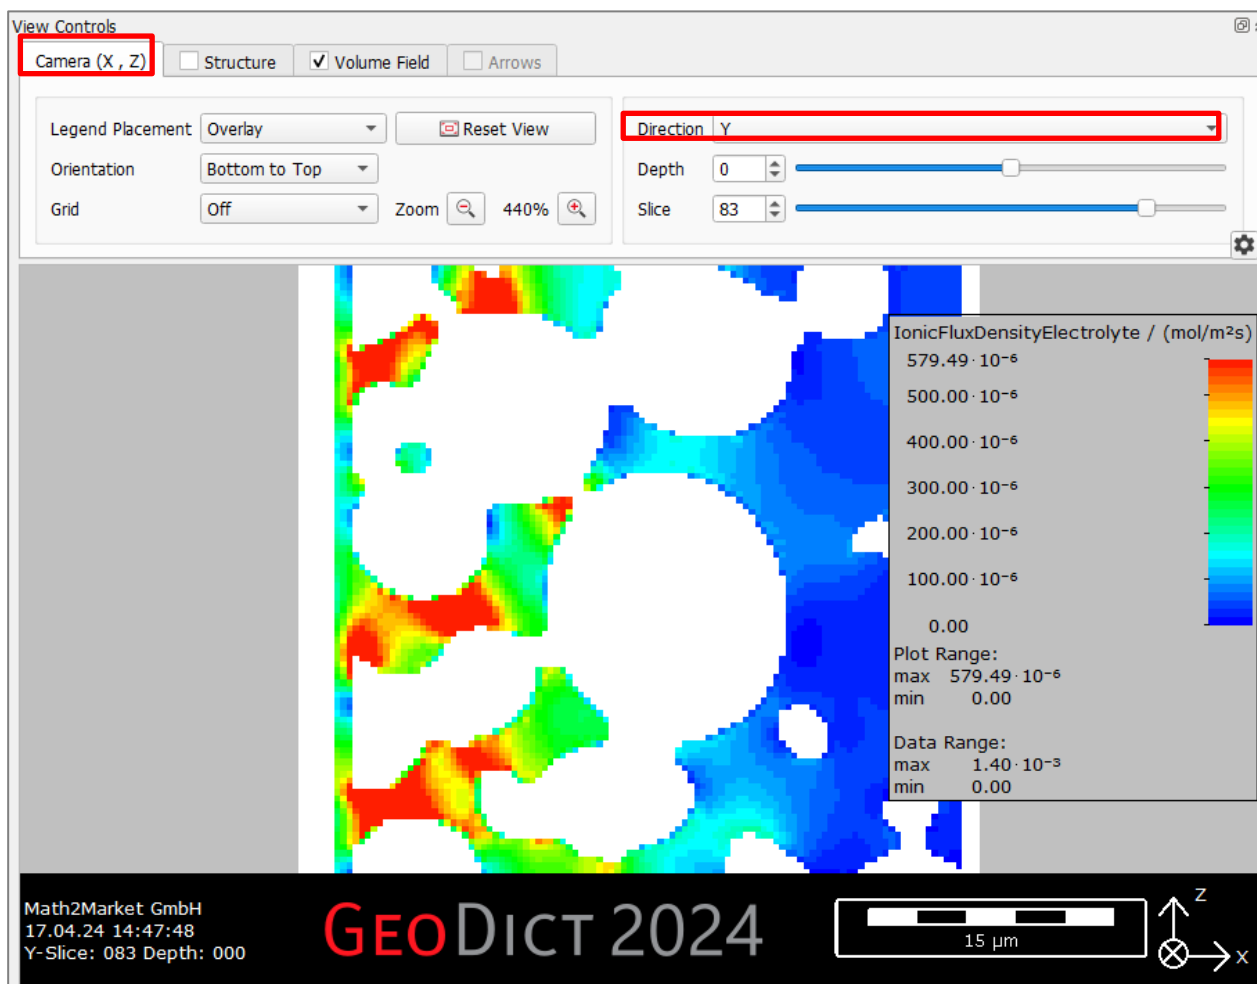 View Controls
Camera (X , Z) Structure Volume Field Arrows
Legend Placement Overlay Reset View Direction Y
Orientation Bottom to Top Depth 0
Grid Off Zoom 440% Slice 83
IonicFluxDensityElectrolyte / (mol/m²s)
579.49·10⁻⁶
500.00·10⁻⁶
400.00·10⁻⁶
300.00·10⁻⁶
200.00·10⁻⁶
100.00·10⁻⁶
0.00
Plot Range:
max 579.49·10⁻⁶
min 0.00
Data Range:
max 1.40·10⁻³
min 0.00
Math2Market GmbH
17.04.24 14:47:48
Y-Slice: 083 Depth: 000
GEODICT 2024
15 µm
Z
X